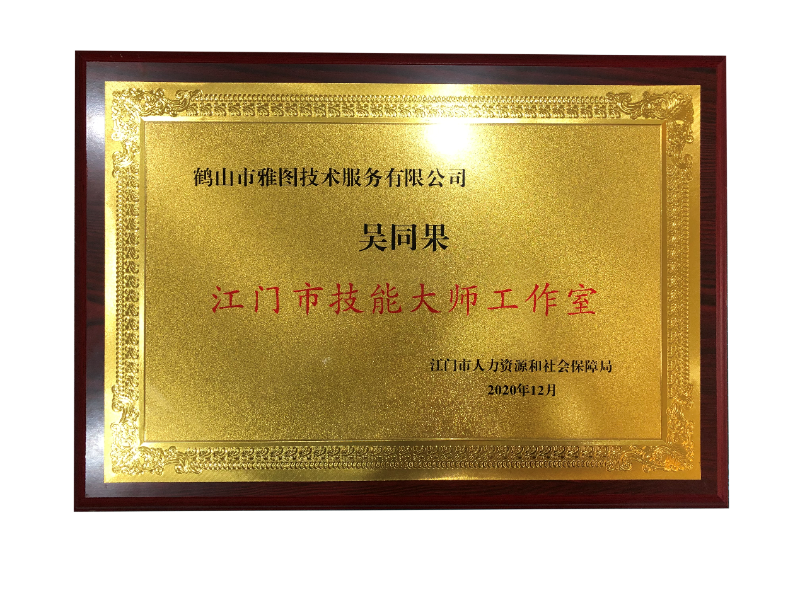 鹤山市雅图技术服务有限公司
吴同果
江门市技能大师工作室
江门市人力资源和社会保障局
2020年12月